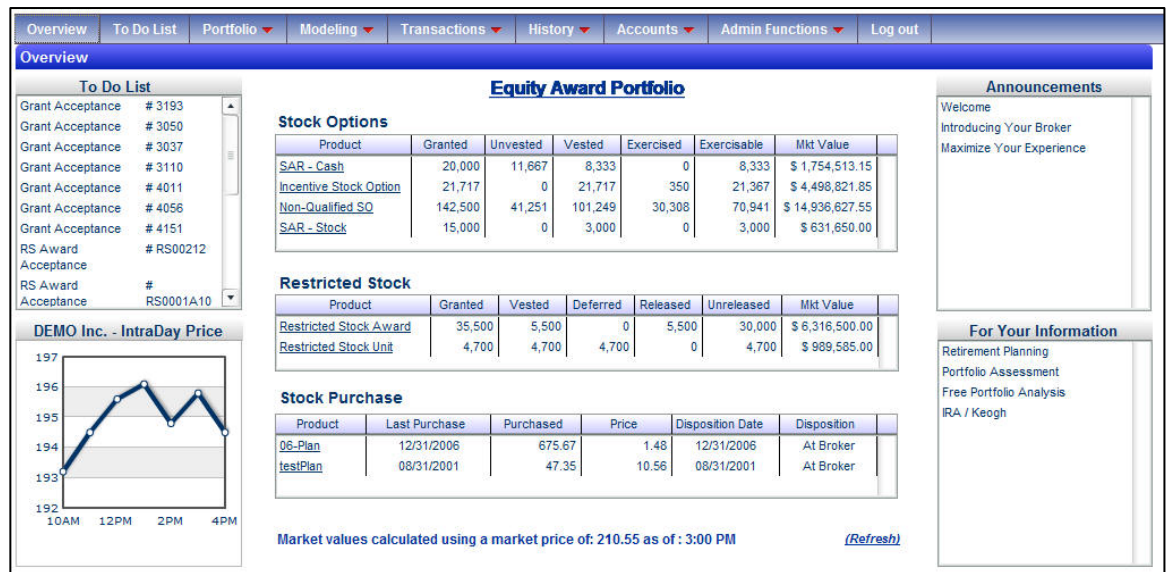 Overview To Do List Portfolio Modeling Transactions History Accounts Admin Functions Log out
Overview
To Do List
Grant Acceptance # 3193
Grant Acceptance # 3050
Grant Acceptance # 3037
Grant Acceptance # 3110
Grant Acceptance # 4011
Grant Acceptance # 4056
Grant Acceptance # 4151
RS Award # RS00212
Acceptance
RS Award #
Acceptance RS0001A10
DEMO Inc. - IntraDay Price
197
196
195
194
193
192
10AM 12PM 2PM 4PM
Equity Award Portfolio
Stock Options
Product Granted Unvested Vested Exercised Exercisable Mkt Value
SAR - Cash 20,000 11,667 8,333 0 8,333 $ 1,754,513.15
Incentive Stock Option 21,717 0 21,717 350 21,367 $ 4,498,821.85
Non-Qualified SO 142,500 41,251 101,249 30,308 70,941 $ 14,936,627.55
SAR - Stock 15,000 0 3,000 0 3,000 $ 631,650.00
Restricted Stock
Product Granted Vested Deferred Released Unreleased Mkt Value
Restricted Stock Award 35,500 5,500 0 5,500 30,000 $ 6,316,500.00
Restricted Stock Unit 4,700 4,700 4,700 0 4,700 $ 989,585.00
Stock Purchase
Product Last Purchase Purchased Price Disposition Date Disposition
06-Plan 12/31/2006 675.67 1.48 12/31/2006 At Broker
testPlan 08/31/2001 47.35 10.56 08/31/2001 At Broker
Market values calculated using a market price of: 210.55 as of : 3:00 PM (Refresh)
Announcements
Welcome
Introducing Your Broker
Maximize Your Experience
For Your Information
Retirement Planning
Portfolio Assessment
Free Portfolio Analysis
IRA / Keogh